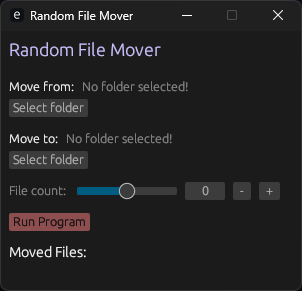 e Random File Mover
Random File Mover
Move from: No folder selected!
Select folder
Move to: No folder selected!
Select folder
File count: 0 - +
Run Program
Moved Files: